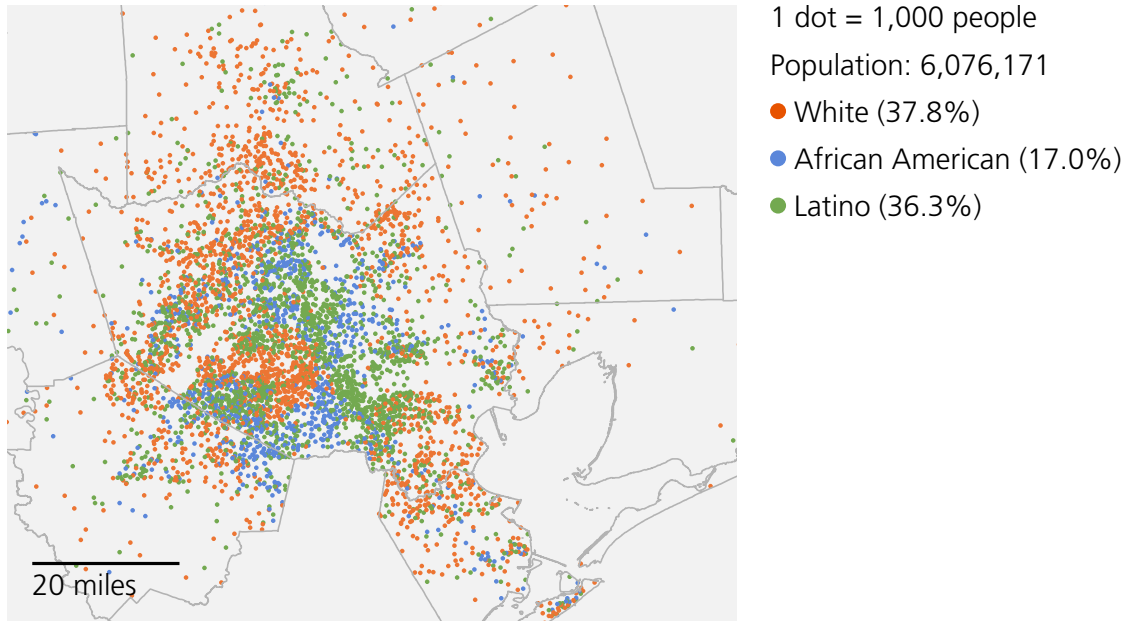 1 dot = 1,000 people
Population: 6,076,171
White (37.8%)
African American (17.0%)
Latino (36.3%)
20 miles